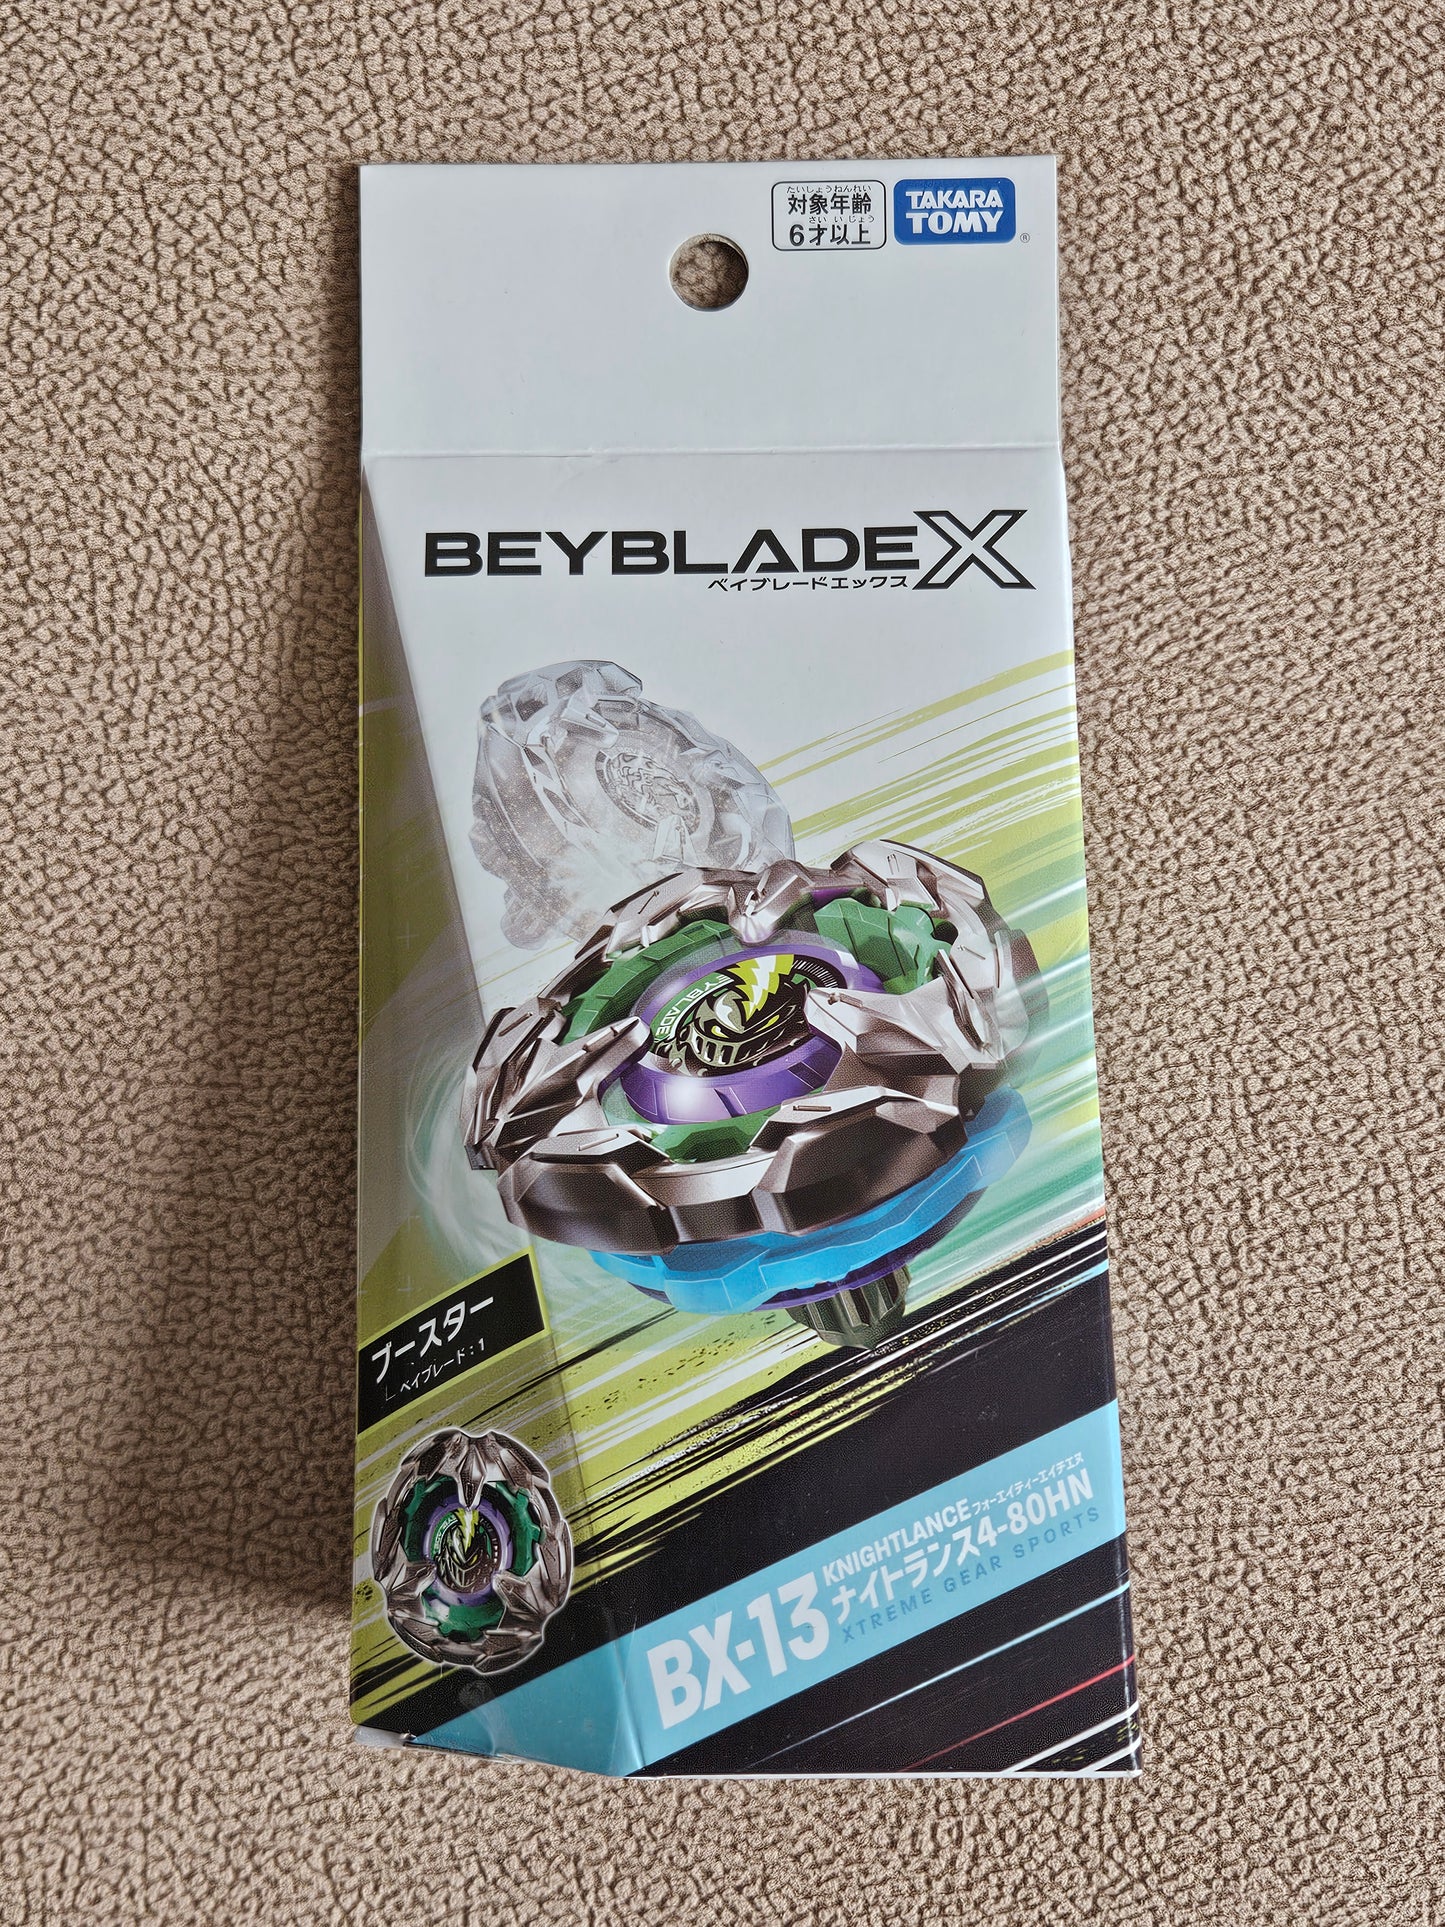 たいしょうねんれい
対象年齢
さい いじょう
6才以上
TAKARA
TOMY
®
BEYBLADE X
ベイブレードエックス
BEYBLADE X
ブースター
ベイブレード:1
BX-13
KNIGHTLANCE フォーエイティーエイチエヌ
ナイトランス4-80HN
XTREME GEAR SPORTS